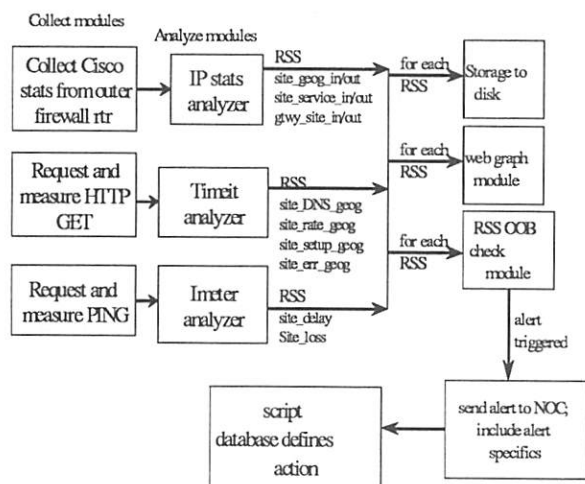 Collect modules
Analyze modules
Collect Cisco
stats from outer
firewall rtr
IP stats
analyzer
RSS
site_geog_in/out
site_service_in/out
gtwy_site_in/out
for each
RSS
Storage to
disk
Request and
measure HTTP
GET
Timeit
analyzer
RSS
site_DNS_geog
site_rate_geog
site_setup_geog
site_err_geog
for each
RSS
web graph
module
for each
RSS
RSS OOB
check
module
Request and
measure PING
Imeter
analyzer
RSS
site_delay
Site_loss
alert
triggered
script
database defines
action
send alert to NOC;
include alert
specifics